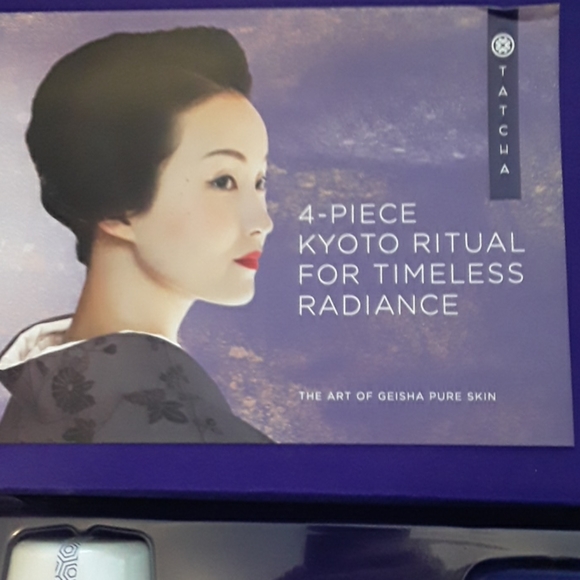 TATCHA
4-PIECE
KYOTO RITUAL
FOR TIMELESS
RADIANCE
THE ART OF GEISHA PURE SKIN